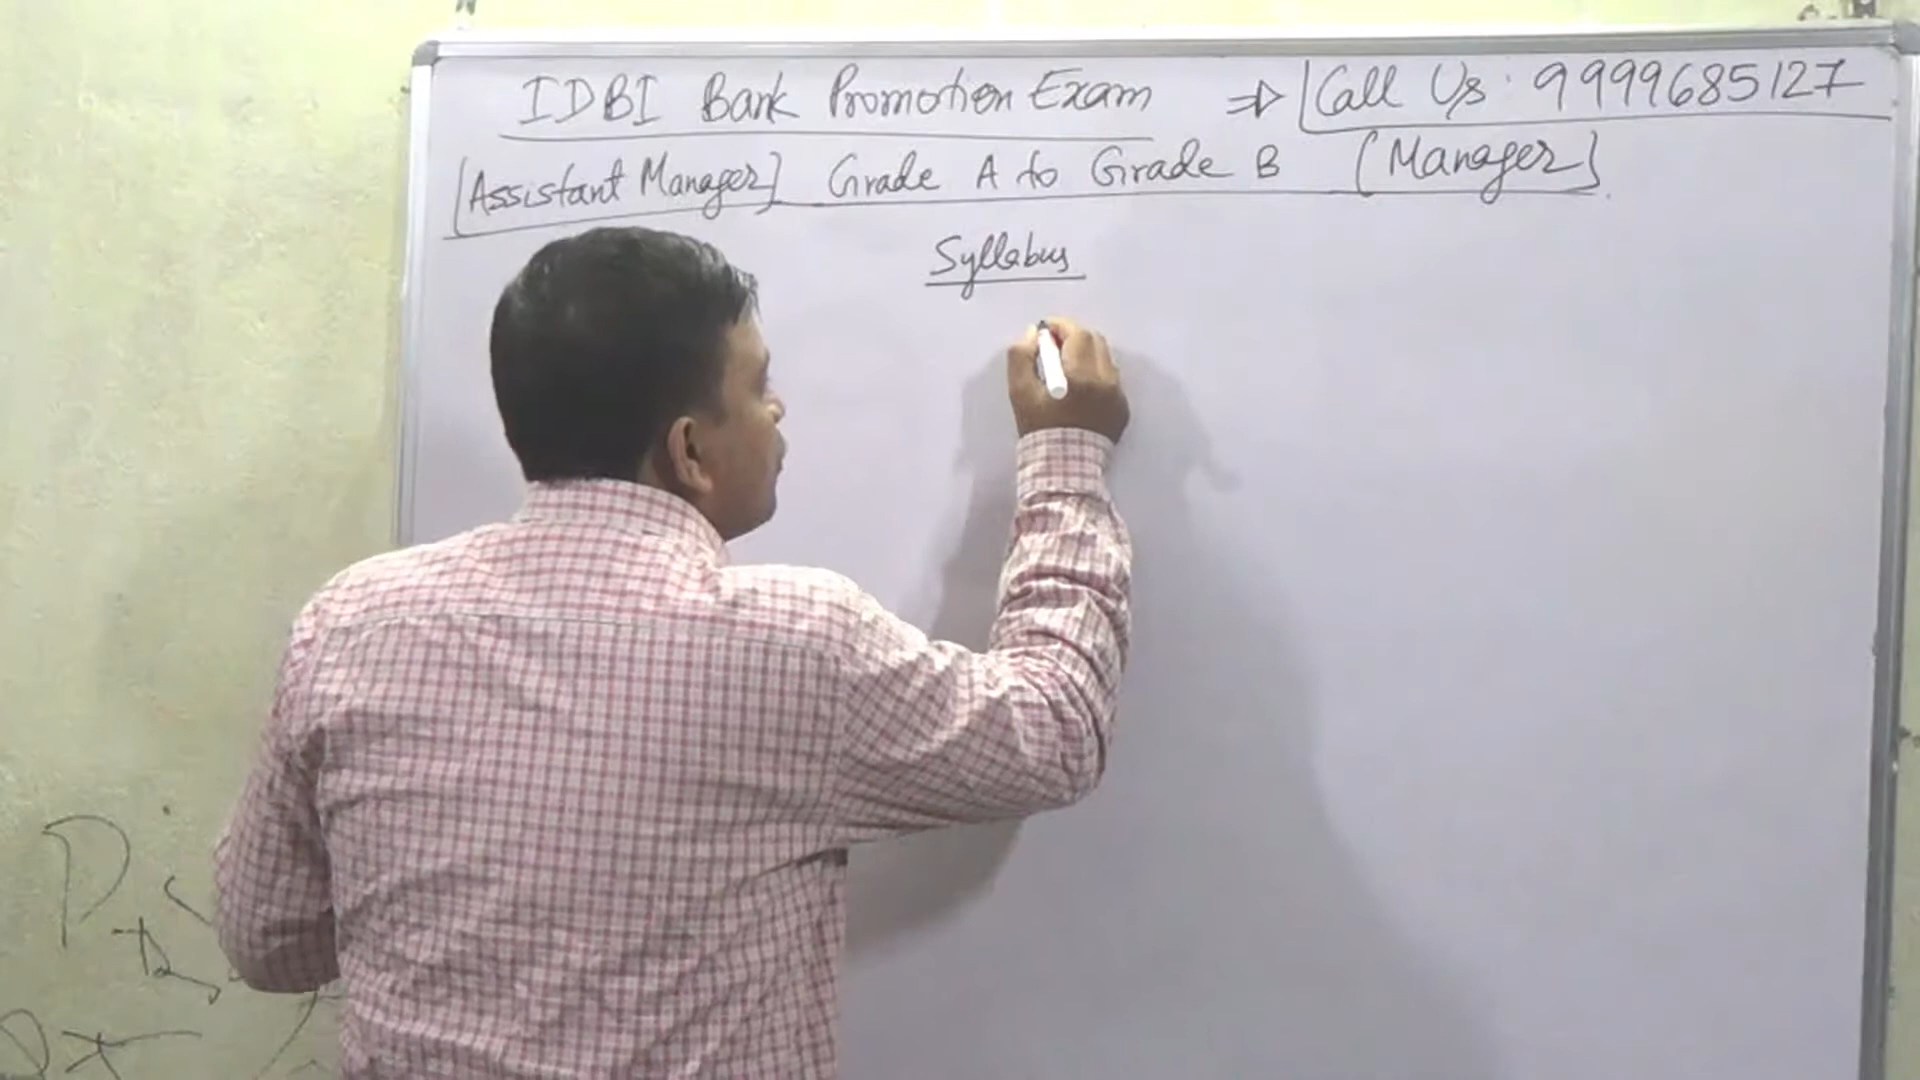 IDBI Bank Promotion Exam ⇒ Call Us: 9999685127
[Assistant Manager] Grade A to Grade B [Manager]
Syllabus